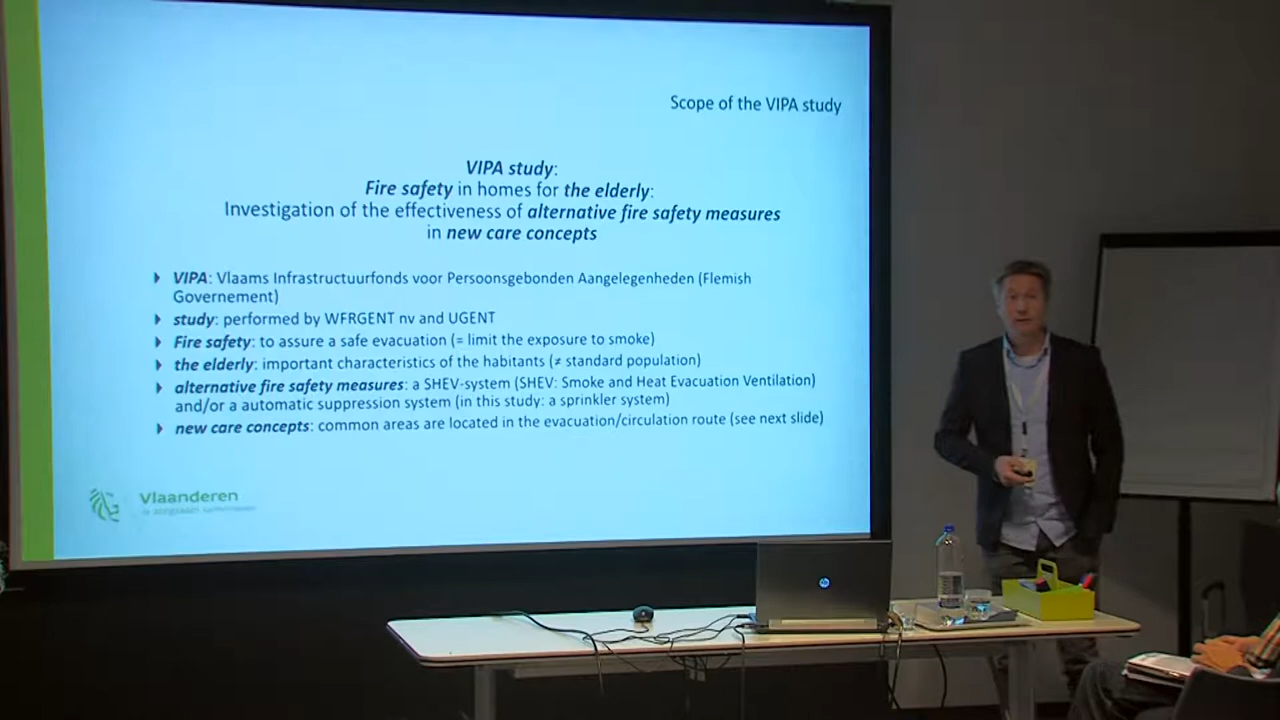 Scope of the VIPA study
VIPA study:
Fire safety in homes for the elderly:
Investigation of the effectiveness of alternative fire safety measures
in new care concepts
VIPA: Vlaams Infrastructuurfonds voor Persoonsgebonden Aangelegenheden (Flemish
Governement)
study: performed by WFRGENT nv and UGENT
Fire safety: to assure a safe evacuation (= limit the exposure to smoke)
the elderly: important characteristics of the habitants (≠ standard population)
alternative fire safety measures: a SHEV-system (SHEV: Smoke and Heat Evacuation Ventilation)
and/or a automatic suppression system (in this study: a sprinkler system)
new care concepts: common areas are located in the evacuation/circulation route (see next slide)
Vlaanderen
hp